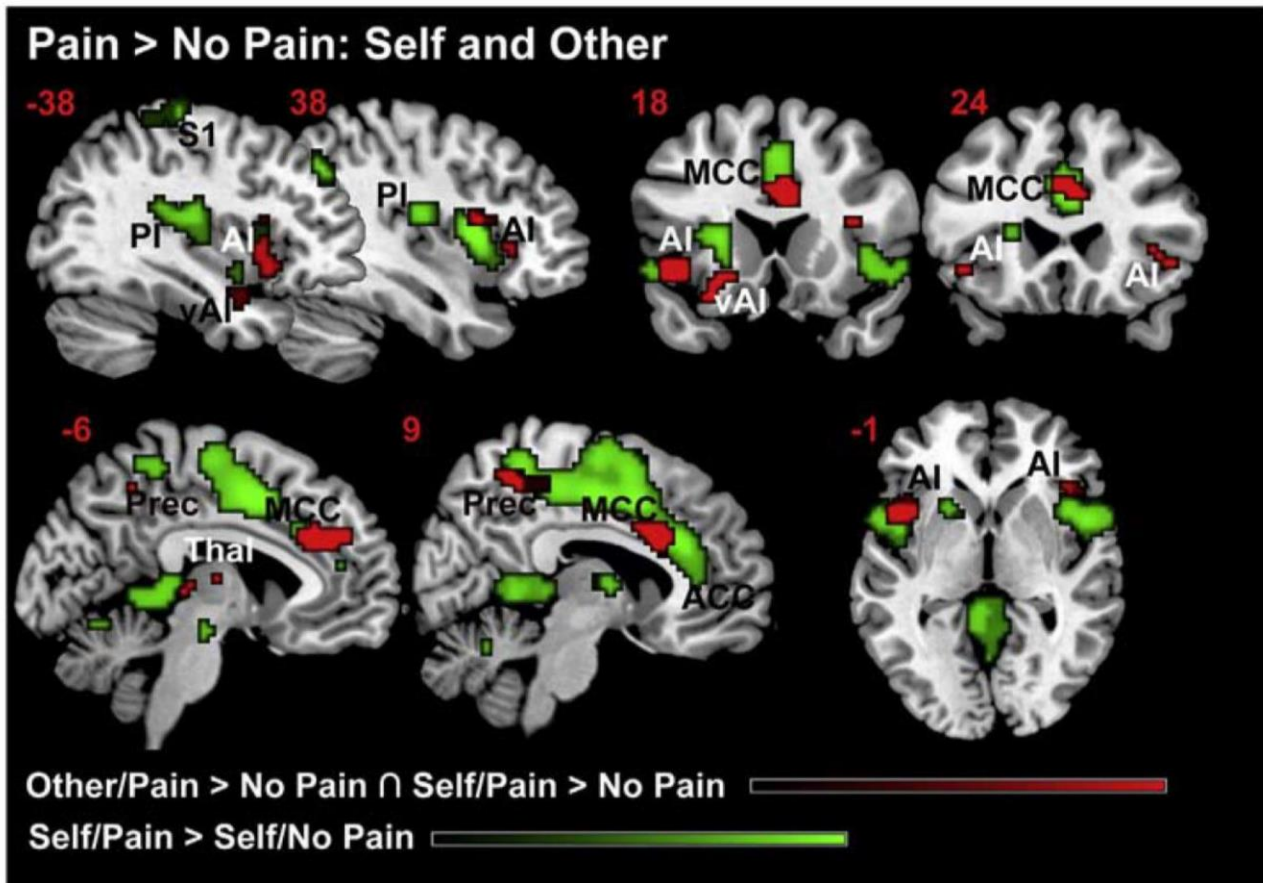 Pain > No Pain: Self and Other
-38
38
18
24
S1
PI
AI
vAI
PI
AI
MCC
AI
vAI
MCC
AI
AI
-6
9
-1
Prec
MCC
Thal
Prec
MCC
ACC
AI
AI
Other/Pain > No Pain ∩ Self/Pain > No Pain
Self/Pain > Self/No Pain